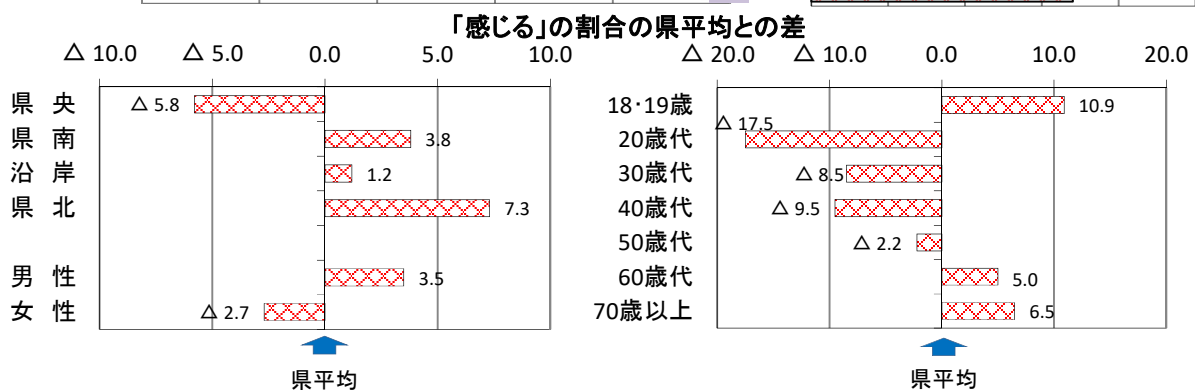 「感じる」の割合の県平均との差
△ 10.0 △ 5.0 0.0 5.0 10.0
県 央 △ 5.8
県 南 3.8
沿 岸 1.2
県 北 7.3
男 性 3.5
女 性 △ 2.7
県平均
△ 20.0 △ 10.0 0.0 10.0 20.0
18・19歳 10.9
20歳代 △ 17.5
30歳代 △ 8.5
40歳代 △ 9.5
50歳代 △ 2.2
60歳代 5.0
70歳以上 6.5
県平均